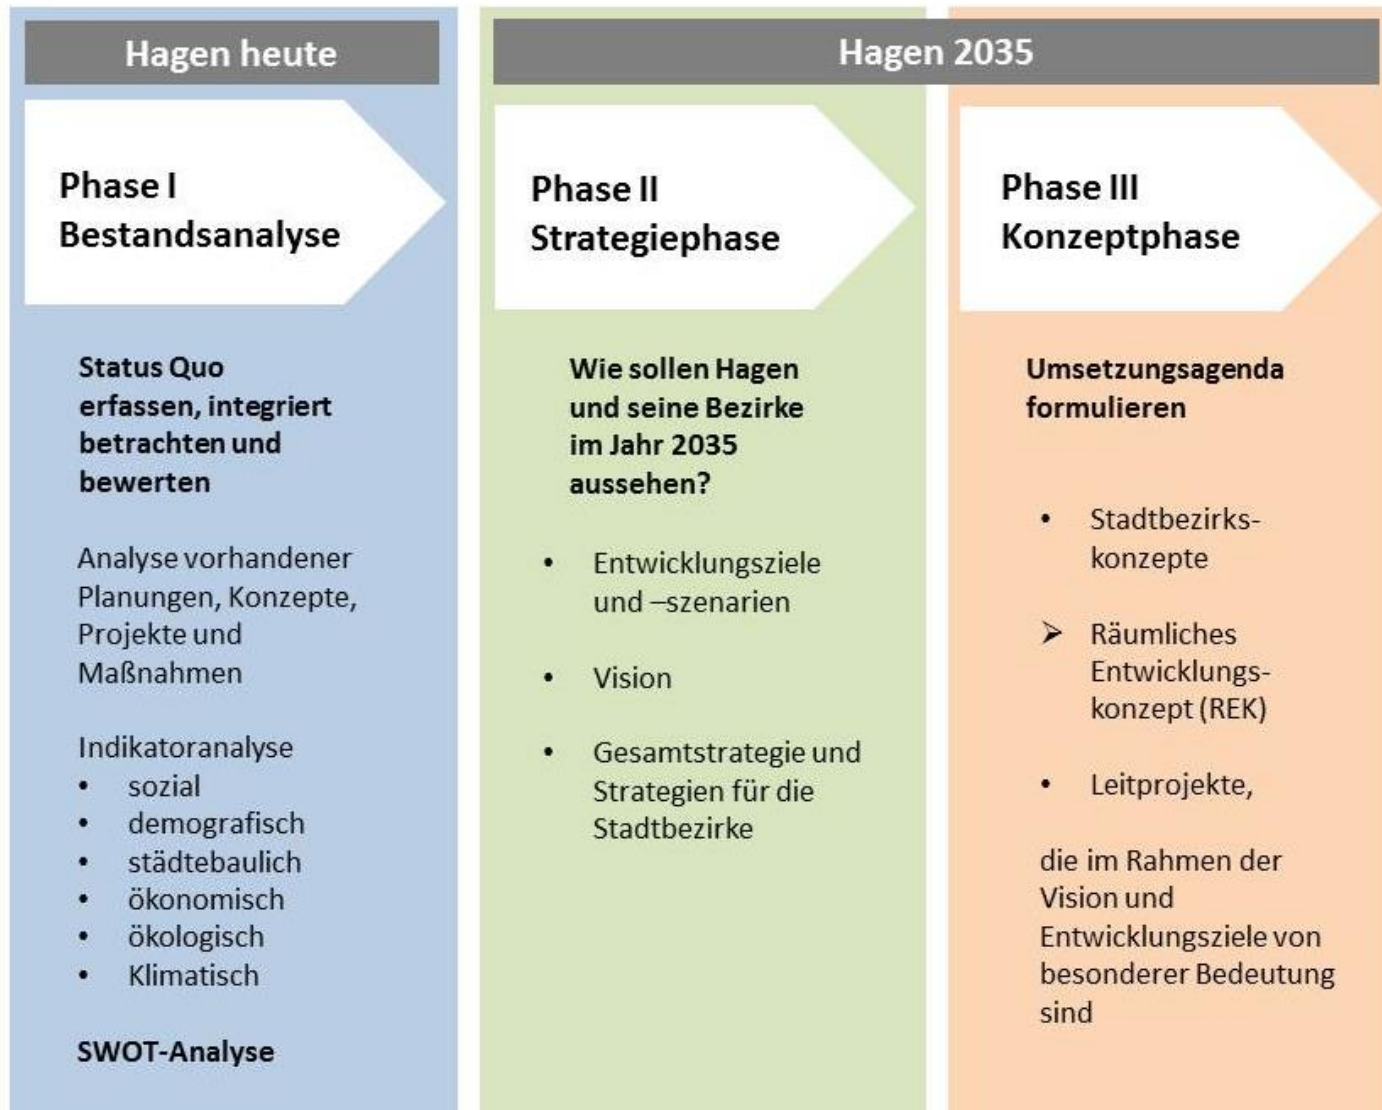 Hagen heute
Hagen 2035
Phase I
Bestandsanalyse
Status Quo
erfassen, integriert
betrachten und
bewerten
Analyse vorhandener
Planungen, Konzepte,
Projekte und
Maßnahmen
Indikatoranalyse
• sozial
• demografisch
• städtebaulich
• ökonomisch
• ökologisch
• Klimatisch
SWOT-Analyse
Phase II
Strategiephase
Wie sollen Hagen
und seine Bezirke
im Jahr 2035
aussehen?
• Entwicklungsziele
und –szenarien
• Vision
• Gesamtstrategie und
Strategien für die
Stadtbezirke
Phase III
Konzeptphase
Umsetzungsagenda
formulieren
• Stadtbezirks-
konzepte
➢ Räumliches
Entwicklungs-
konzept (REK)
• Leitprojekte,
die im Rahmen der
Vision und
Entwicklungsziele von
besonderer Bedeutung
sind